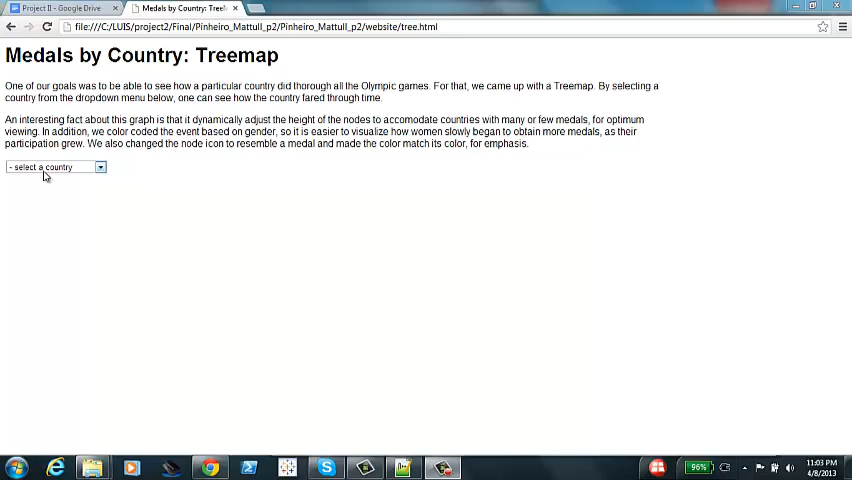 Project II - Google Drive
Medals by Country: Treem
file:///C:/LUIS/project2/Final/Pinheiro_Mattull_p2/Pinheiro_Mattull_p2/website/tree.html
Medals by Country: Treemap
One of our goals was to be able to see how a particular country did thorough all the Olympic games. For that, we came up with a Treemap. By selecting a
country from the dropdown menu below, one can see how the country fared through time.
An interesting fact about this graph is that it dynamically adjust the height of the nodes to accomodate countries with many or few medals, for optimum
viewing. In addition, we color coded the event based on gender, so it is easier to visualize how women slowly began to obtain more medals, as their
participation grew. We also changed the node icon to resemble a medal and made the color match its color, for emphasis.
- select a country
96%
11:03 PM
4/8/2013